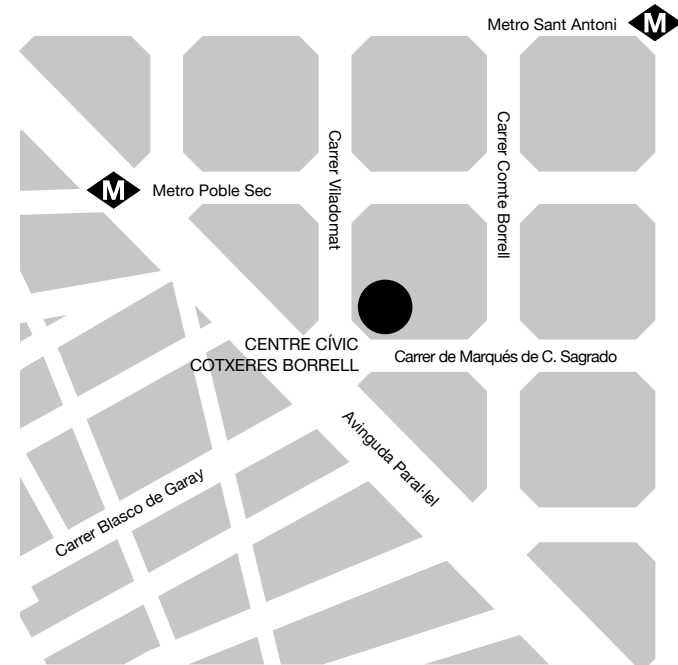 Metro Sant Antoni M
M Metro Poble Sec
Carrer Viladomat
Carrer Comte Borrell
CENTRE CÍVIC
COTXERES BORRELL
Carrer de Marqués de C. Sagrado
Avinguda Paral·lel
Carrer Blasco de Garay